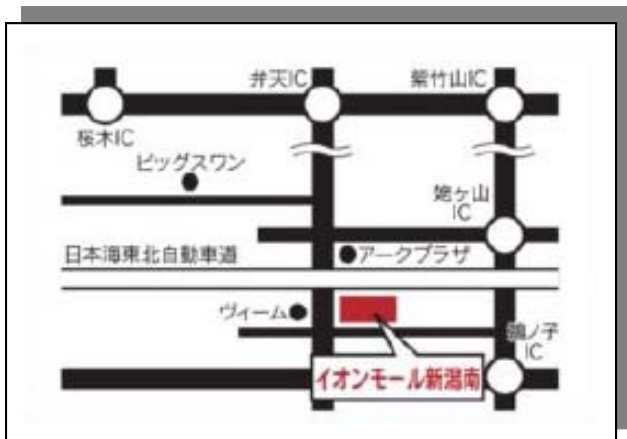 弁天IC
紫竹山IC
桜木IC
ビッグスワン
姥ヶ山
IC
日本海東北自動車道
●アークプラザ
ヴィーム●
鵜ノ子
IC
イオンモール新潟南